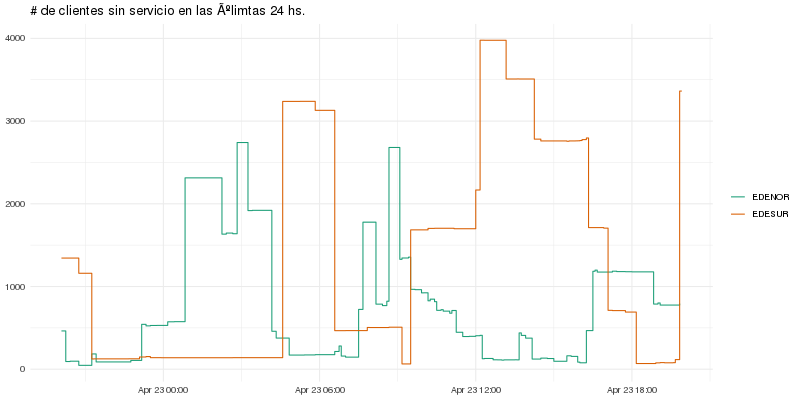 # de clientes sin servicio en las Ãºlimtas 24 hs.
4000
3000
2000
1000
0
Apr 23 00:00
Apr 23 06:00
Apr 23 12:00
Apr 23 18:00
EDENOR
EDESUR